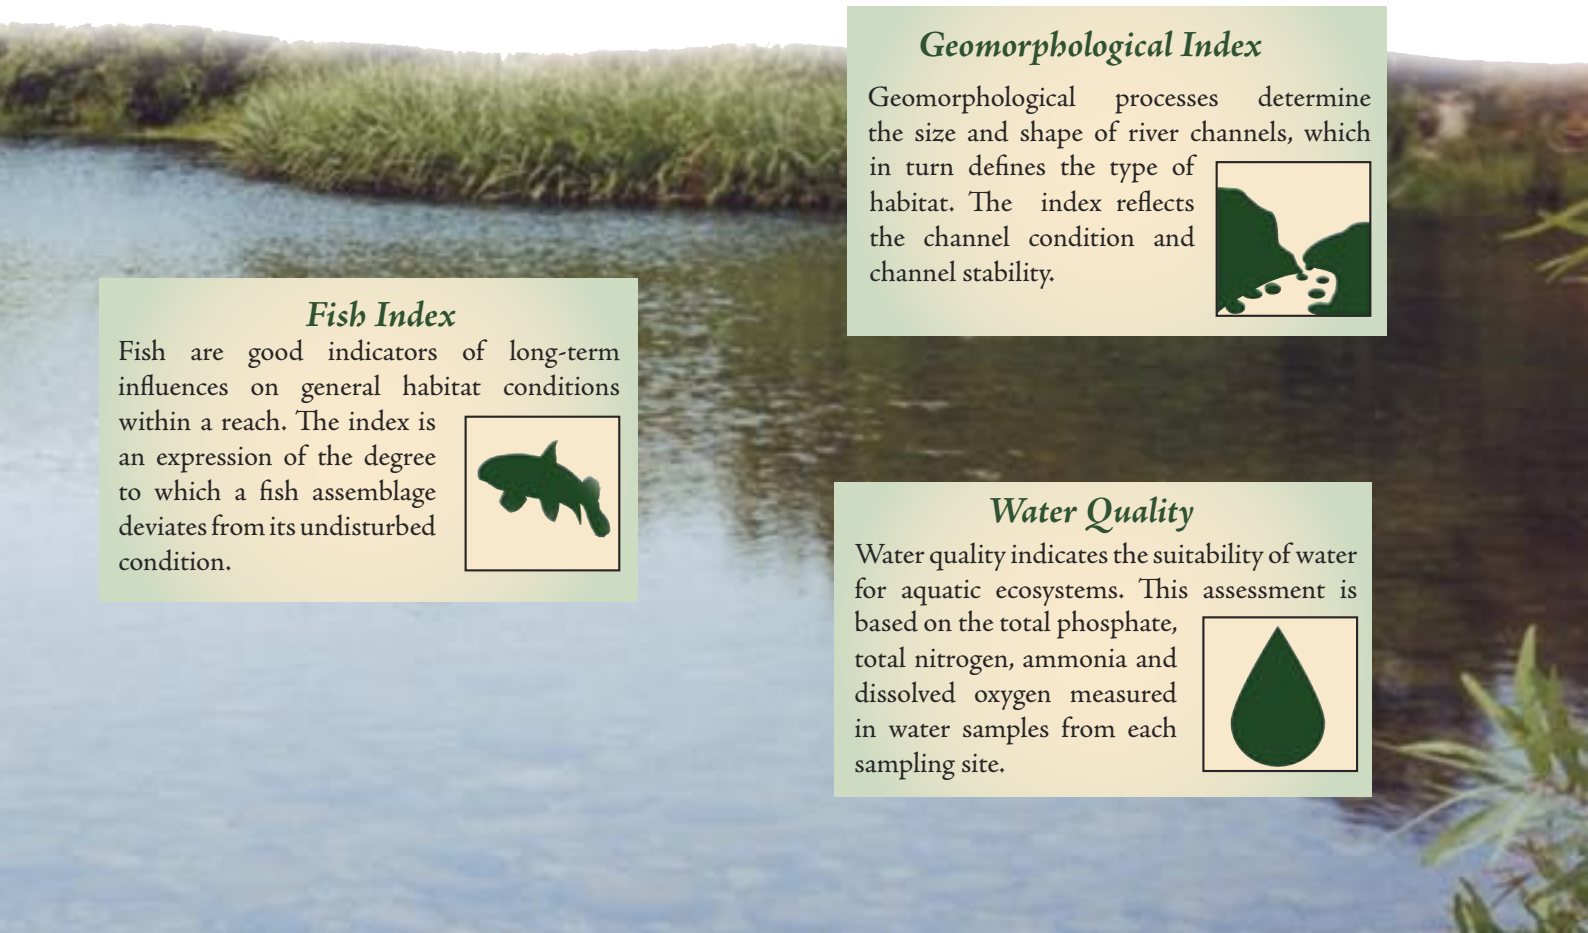 Geomorphological Index
Geomorphological processes determine
the size and shape of river channels, which
in turn defines the type of
habitat. The index reflects
the channel condition and
channel stability.
Fish Index
Fish are good indicators of long-term
influences on general habitat conditions
within a reach. The index is
an expression of the degree
to which a fish assemblage
deviates from its undisturbed
condition.
Water Quality
Water quality indicates the suitability of water
for aquatic ecosystems. This assessment is
based on the total phosphate,
total nitrogen, ammonia and
dissolved oxygen measured
in water samples from each
sampling site.